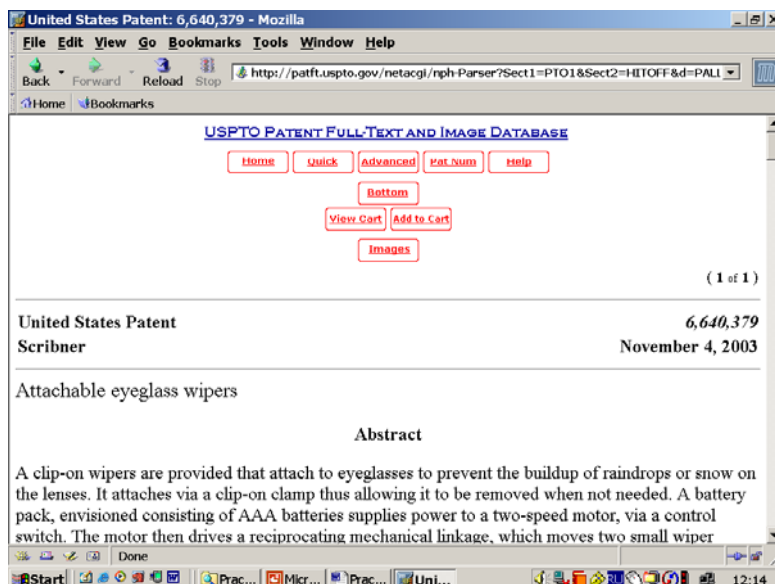 United States Patent: 6,640,379 - Mozilla
File Edit View Go Bookmarks Tools Window Help
Back Forward Reload Stop http://patft.uspto.gov/netacgi/nph-Parser?Sect1=PTO1&Sect2=HITOFF&d=PALL
Home Bookmarks
USPTO PATENT FULL-TEXT AND IMAGE DATABASE
Home Quick Advanced Pat Num Help
Bottom
View Cart Add to Cart
Images
( 1 of 1 )
United States Patent 6,640,379
Scribner November 4, 2003
Attachable eyeglass wipers
Abstract
A clip-on wipers are provided that attach to eyeglasses to prevent the buildup of raindrops or snow on
the lenses. It attaches via a clip-on clamp thus allowing it to be removed when not needed. A battery
pack, envisioned consisting of AAA batteries supplies power to a two-speed motor, via a control
switch. The motor then drives a reciprocating mechanical linkage, which moves two small wiper
Done
Start Prac... Micr... Prac... Uni...